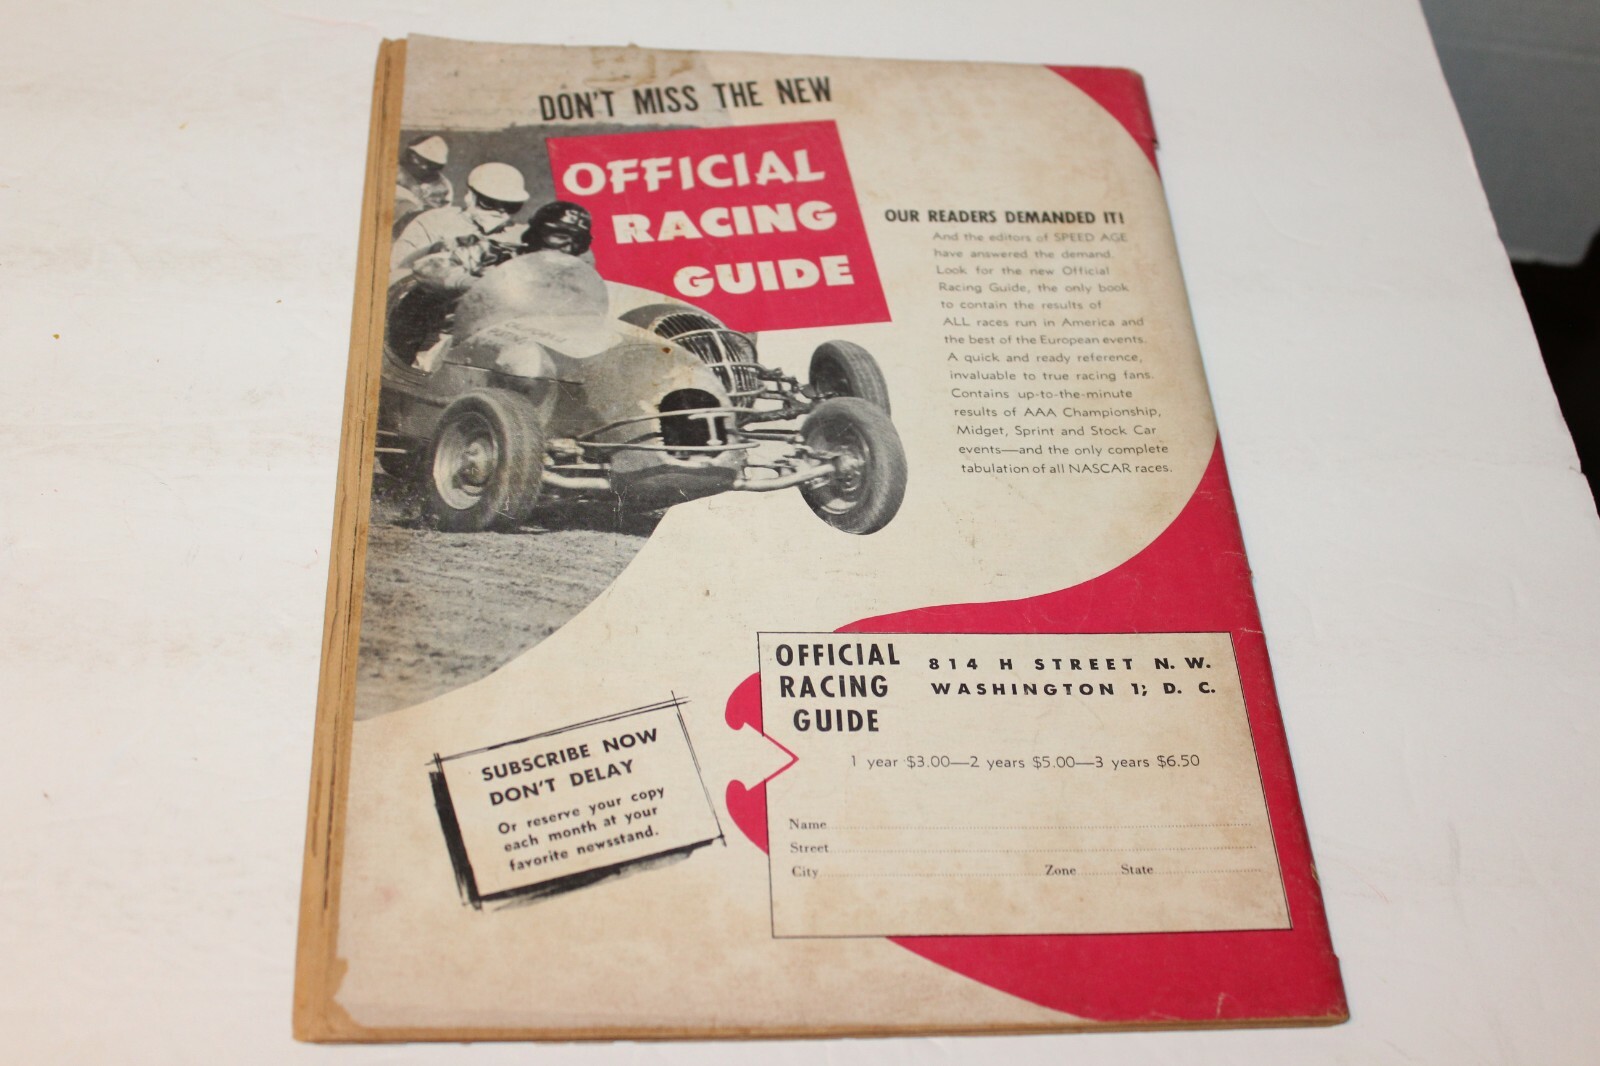 DON'T MISS THE NEW
OFFICIAL
RACING
GUIDE
OUR READERS DEMANDED IT!
And the editors of SPEED AGE
have answered the demand.
Look for the new Official
Racing Guide, the only book
to contain the results of
ALL races run in America and
the best of the European events.
A quick and ready reference,
invaluable to true racing fans.
Contains up-to-the-minute
results of AAA Championship,
Midget, Sprint and Stock Car
events—and the only complete
tabulation of all NASCAR races.
SUBSCRIBE NOW
DON'T DELAY
Or reserve your copy
each month at your
favorite newsstand.
OFFICIAL
RACING
GUIDE
814 H STREET N. W.
WASHINGTON 1; D. C.
1 year $3.00—2 years $5.00—3 years $6.50
Name
Street
City Zone State